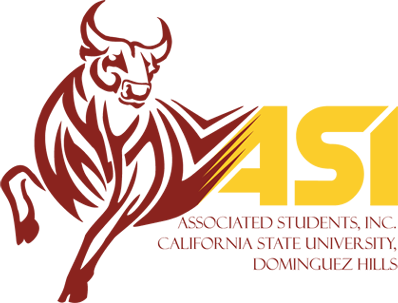 ASI
ASSOCIATED STUDENTS, INC.
CALIFORNIA STATE UNIVERSITY,
DOMINGUEZ HILLS